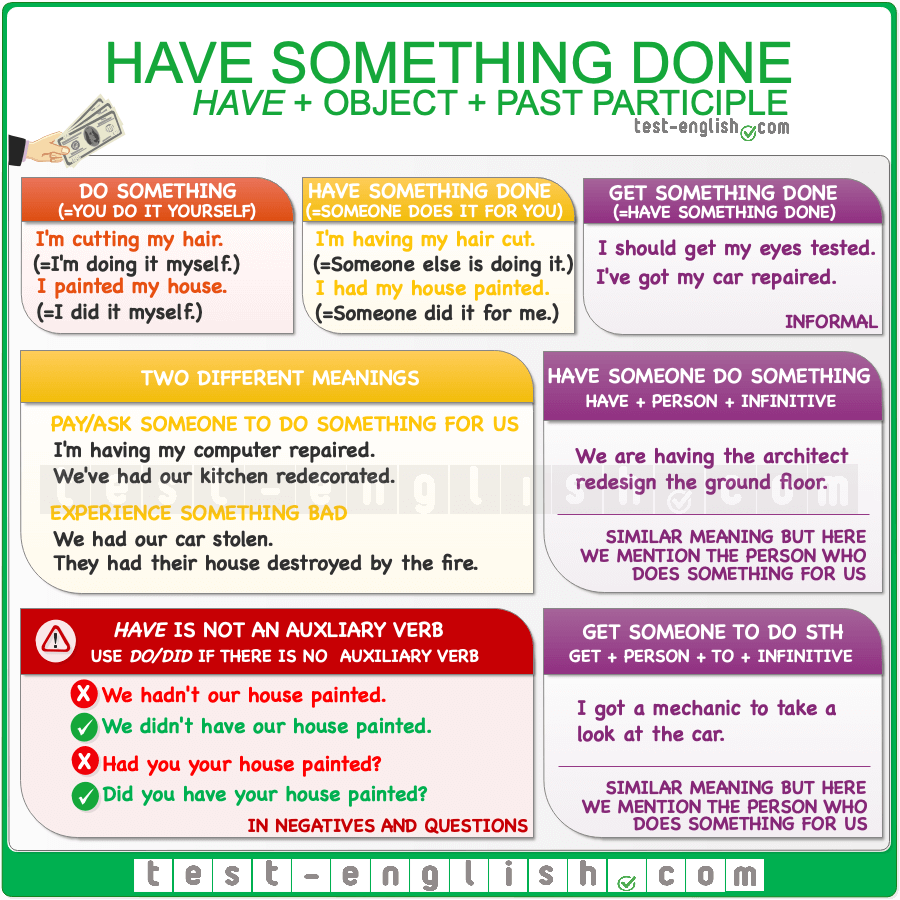 HAVE SOMETHING DONE
HAVE + OBJECT + PAST PARTICIPLE
test-english.com
DO SOMETHING
(=YOU DO IT YOURSELF)
I'm cutting my hair.
(=I'm doing it myself.)
I painted my house.
(=I did it myself.)
HAVE SOMETHING DONE
(=SOMEONE DOES IT FOR YOU)
I'm having my hair cut.
(=Someone else is doing it.)
I had my house painted.
(=Someone did it for me.)
GET SOMETHING DONE
(=HAVE SOMETHING DONE)
I should get my eyes tested.
I've got my car repaired.
INFORMAL
TWO DIFFERENT MEANINGS
PAY/ASK SOMEONE TO DO SOMETHING FOR US
I'm having my computer repaired.
We've had our kitchen redecorated.
EXPERIENCE SOMETHING BAD
We had our car stolen.
They had their house destroyed by the fire.
HAVE SOMEONE DO SOMETHING
HAVE + PERSON + INFINITIVE
We are having the architect
redesign the ground floor.
SIMILAR MEANING BUT HERE
WE MENTION THE PERSON WHO
DOES SOMETHING FOR US
test-english.com
HAVE IS NOT AN AUXLIARY VERB
USE DO/DID IF THERE IS NO AUXILIARY VERB
We hadn't our house painted.
We didn't have our house painted.
Had you your house painted?
Did you have your house painted?
IN NEGATIVES AND QUESTIONS
GET SOMEONE TO DO STH
GET + PERSON + TO + INFINITIVE
I got a mechanic to take a
look at the car.
SIMILAR MEANING BUT HERE
WE MENTION THE PERSON WHO
DOES SOMETHING FOR US
test-english.com